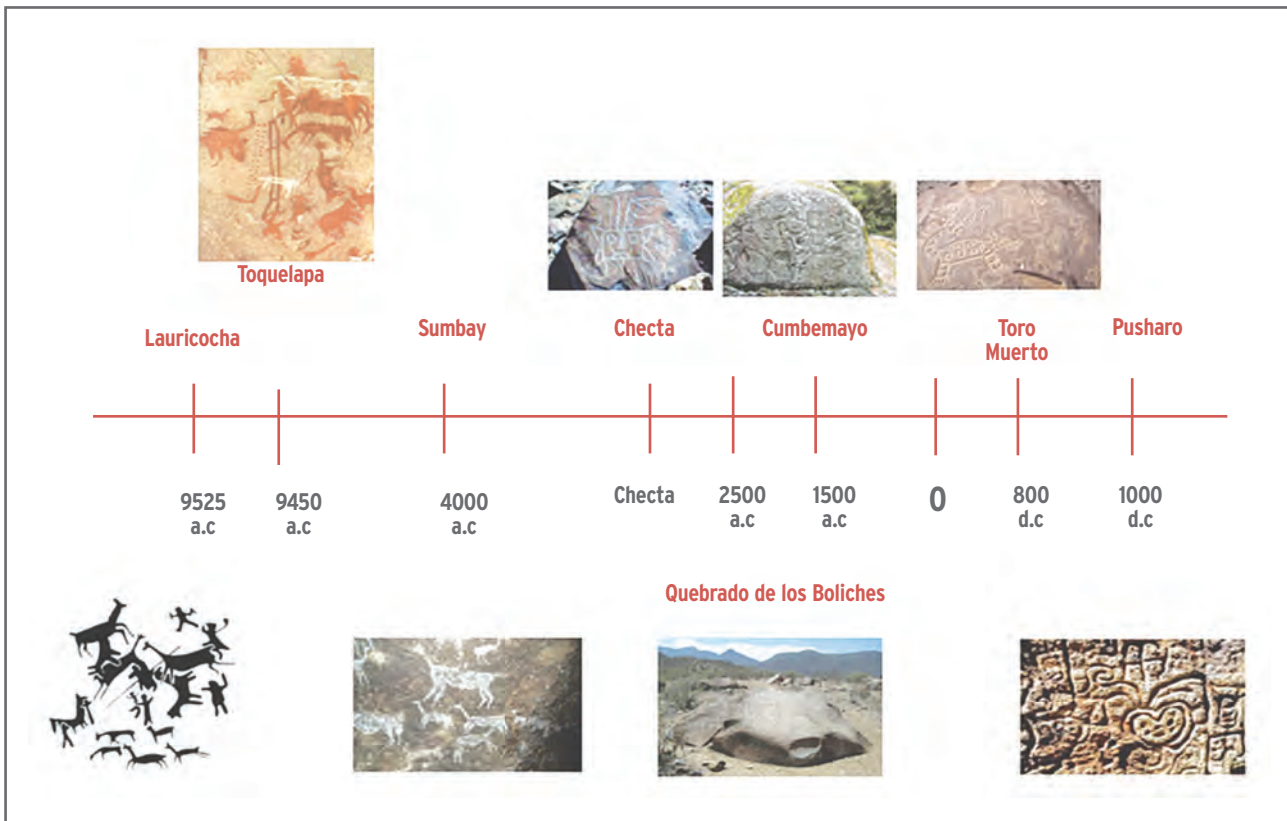 Toquelapa
Lauricocha
Sumbay
Checta
Cumbemayo
Toro
Muerto
Pusharo
9525
a.c
9450
a.c
4000
a.c
Checta
2500
a.c
1500
a.c
0
800
d.c
1000
d.c
Quebrado de los Boliches